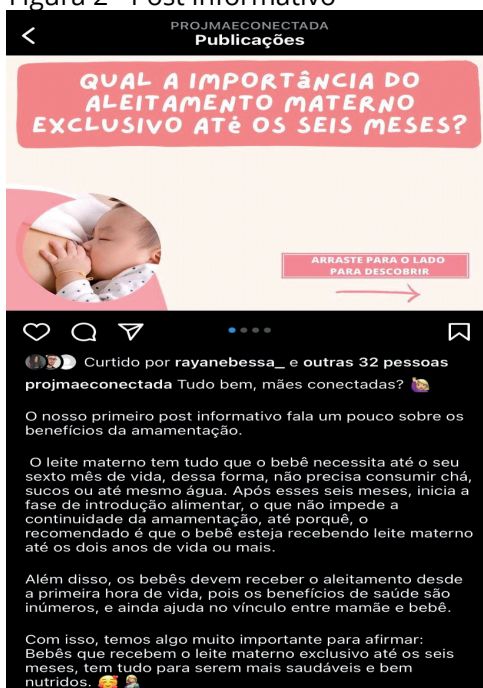 Figura 2 - Post informativo
PROJMAECONECTADA
Publicações
QUAL A IMPORTâNCIA DO
ALEITAMENTO MATERNO
EXCLUSIVO ATé OS SEIS MESES?
ARRASTE PARA O LADO
PARA DESCOBRIR
Curtido por rayanebessa_ e outras 32 pessoas
projmaeconectada Tudo bem, mães conectadas? 🙋🏼‍♀️
O nosso primeiro post informativo fala um pouco sobre os
benefícios da amamentação.
O leite materno tem tudo que o bebê necessita até o seu
sexto mês de vida, dessa forma, não precisa consumir chá,
sucos ou até mesmo água. Após esses seis meses, inicia a
fase de introdução alimentar, o que não impede a
continuidade da amamentação, até porquê, o
recomendado é que o bebê esteja recebendo leite materno
até os dois anos de vida ou mais.
Além disso, os bebês devem receber o aleitamento desde
a primeira hora de vida, pois os benefícios de saúde são
inúmeros, e ainda ajuda no vínculo entre mamãe e bebê.
Com isso, temos algo muito importante para afirmar:
Bebês que recebem o leite materno exclusivo até os seis
meses, tem tudo para serem mais saudáveis e bem
nutridos. 🥰🤱🏼